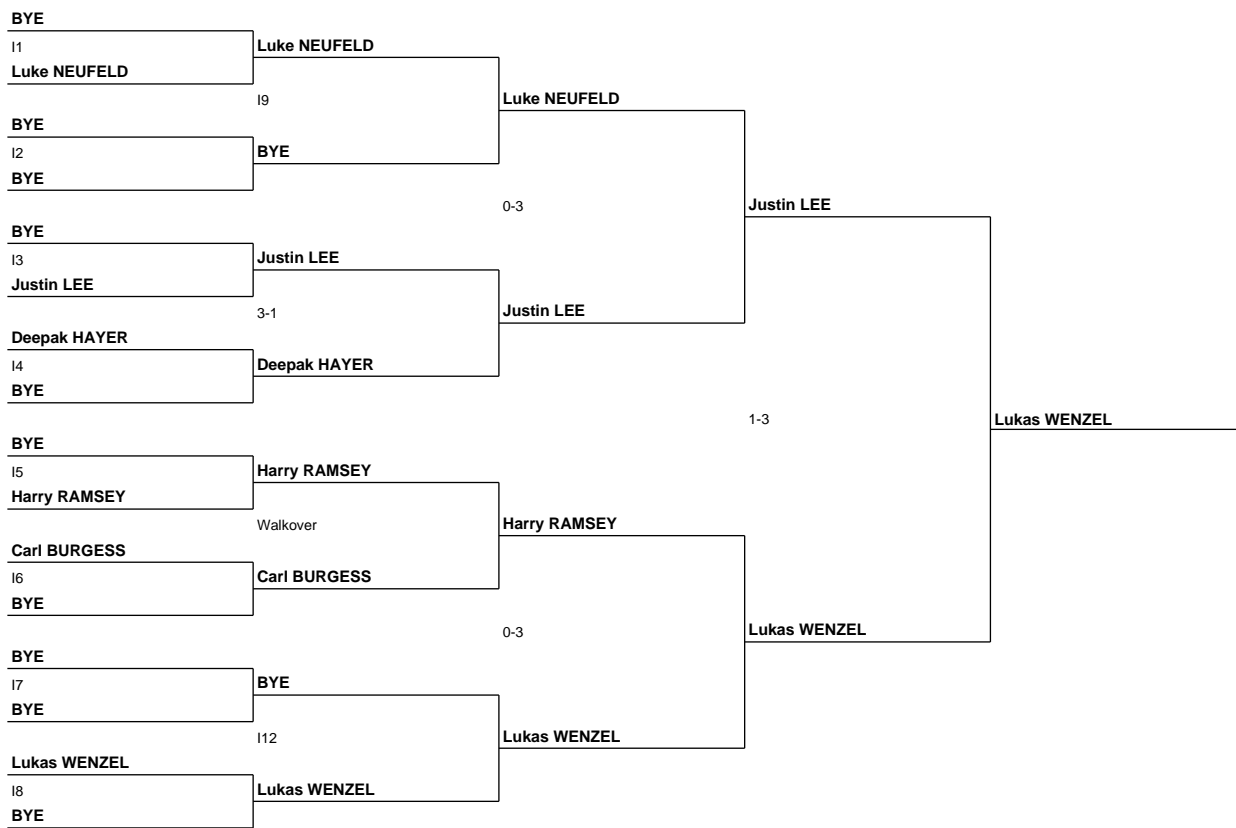 BYE
I1
Luke NEUFELD
Luke NEUFELD
I9
Luke NEUFELD
BYE
I2
BYE
BYE
0-3
Justin LEE
BYE
I3
Justin LEE
Justin LEE
3-1
Justin LEE
Deepak HAYER
I4
Deepak HAYER
BYE
1-3
Lukas WENZEL
BYE
I5
Harry RAMSEY
Harry RAMSEY
Walkover
Harry RAMSEY
Carl BURGESS
I6
Carl BURGESS
BYE
0-3
Lukas WENZEL
BYE
I7
BYE
BYE
I12
Lukas WENZEL
Lukas WENZEL
I8
Lukas WENZEL
BYE